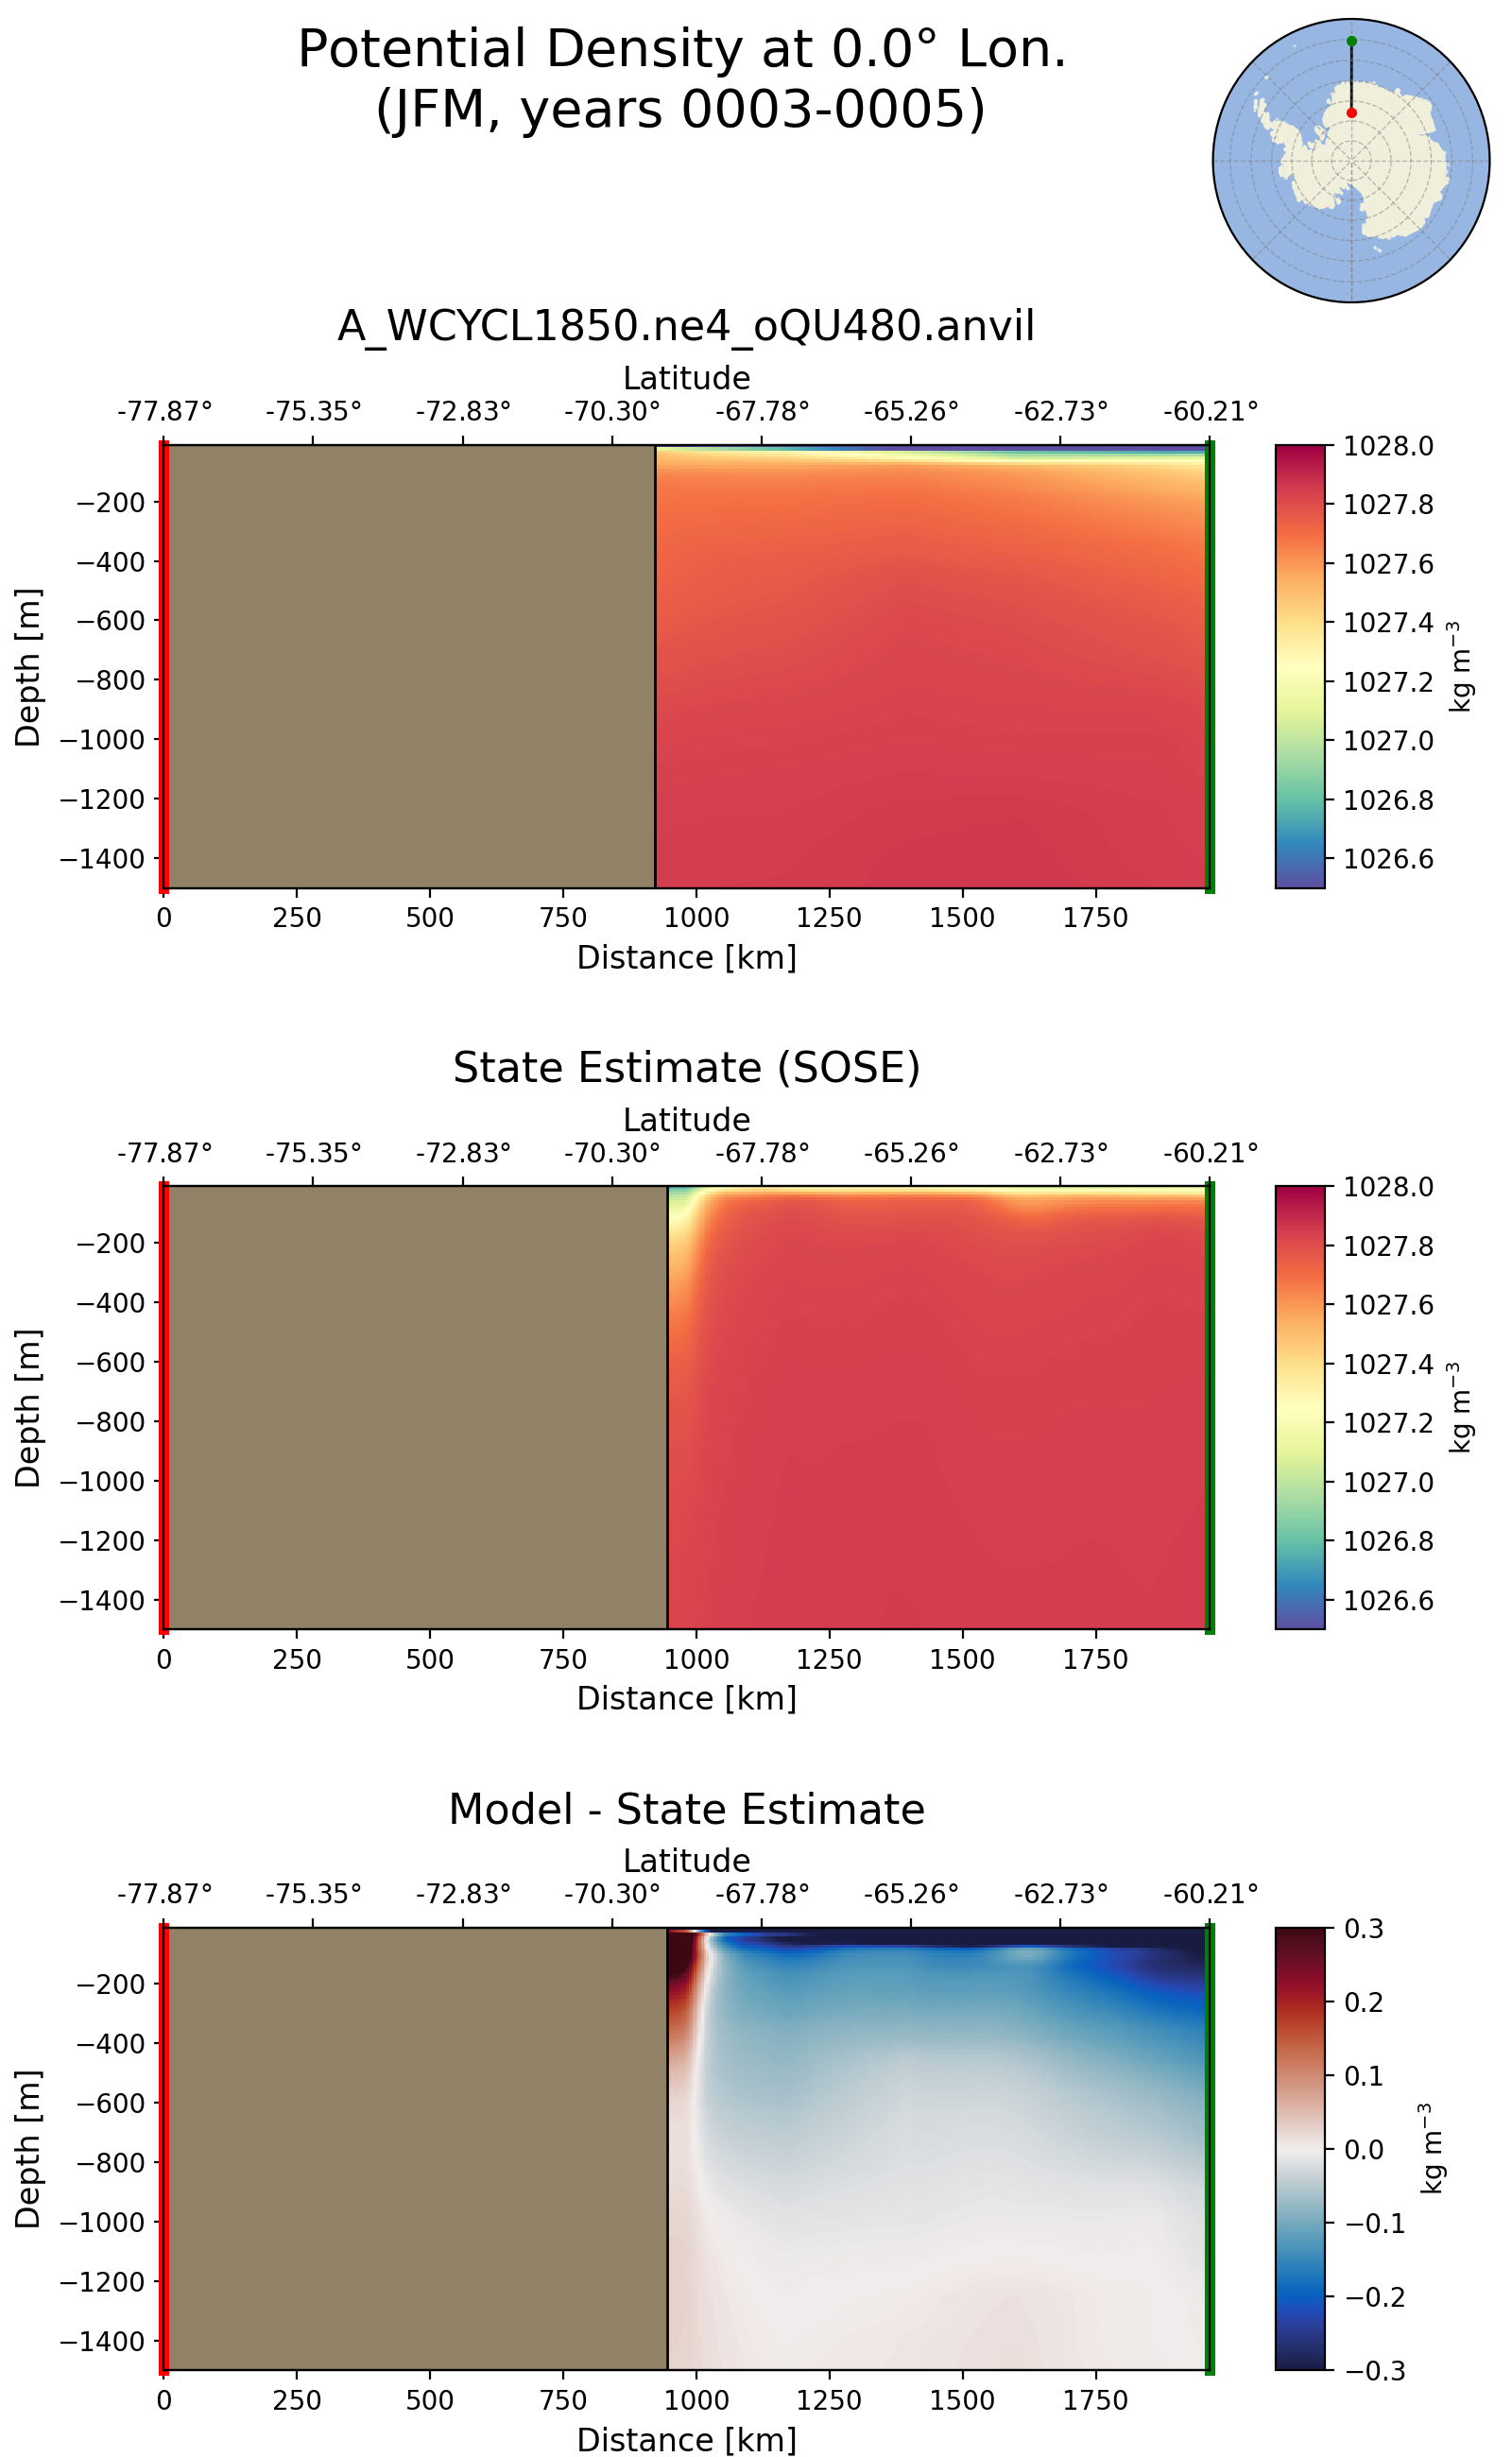 Potential Density at 0.0° Lon.
(JFM, years 0003-0005)
A_WCYCL1850.ne4_oQU480.anvil
Latitude
-77.87° -75.35° -72.83° -70.30° -67.78° -65.26° -62.73° -60.21°
Depth [m]
−200
−400
−600
−800
−1000
−1200
−1400
0 250 500 750 1000 1250 1500 1750
Distance [km]
1028.0
1027.8
1027.6
1027.4
1027.2
1027.0
1026.8
1026.6
kg m⁻³
State Estimate (SOSE)
Latitude
-77.87° -75.35° -72.83° -70.30° -67.78° -65.26° -62.73° -60.21°
Depth [m]
−200
−400
−600
−800
−1000
−1200
−1400
0 250 500 750 1000 1250 1500 1750
Distance [km]
1028.0
1027.8
1027.6
1027.4
1027.2
1027.0
1026.8
1026.6
kg m⁻³
Model - State Estimate
Latitude
-77.87° -75.35° -72.83° -70.30° -67.78° -65.26° -62.73° -60.21°
Depth [m]
−200
−400
−600
−800
−1000
−1200
−1400
0 250 500 750 1000 1250 1500 1750
Distance [km]
0.3
0.2
0.1
0.0
−0.1
−0.2
−0.3
kg m⁻³